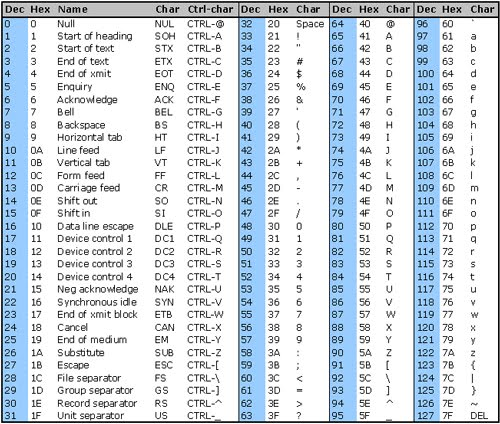 Dec Hex Name Char Ctrl-char Dec Hex Char Dec Hex Char Dec Hex Char
0 0 Null NUL CTRL-@ 32 20 Space 64 40 @ 96 60 `
1 1 Start of heading SOH CTRL-A 33 21 ! 65 41 A 97 61 a
2 2 Start of text STX CTRL-B 34 22 " 66 42 B 98 62 b
3 3 End of text ETX CTRL-C 35 23 # 67 43 C 99 63 c
4 4 End of xmit EOT CTRL-D 36 24 $ 68 44 D 100 64 d
5 5 Enquiry ENQ CTRL-E 37 25 % 69 45 E 101 65 e
6 6 Acknowledge ACK CTRL-F 38 26 & 70 46 F 102 66 f
7 7 Bell BEL CTRL-G 39 27 ' 71 47 G 103 67 g
8 8 Backspace BS CTRL-H 40 28 ( 72 48 H 104 68 h
9 9 Horizontal tab HT CTRL-I 41 29 ) 73 49 I 105 69 i
10 0A Line feed LF CTRL-J 42 2A * 74 4A J 106 6A j
11 0B Vertical tab VT CTRL-K 43 2B + 75 4B K 107 6B k
12 0C Form feed FF CTRL-L 44 2C , 76 4C L 108 6C l
13 0D Carriage feed CR CTRL-M 45 2D - 77 4D M 109 6D m
14 0E Shift out SO CTRL-N 46 2E . 78 4E N 110 6E n
15 0F Shift in SI CTRL-O 47 2F / 79 4F O 111 6F o
16 10 Data line escape DLE CTRL-P 48 30 0 80 50 P 112 70 p
17 11 Device control 1 DC1 CTRL-Q 49 31 1 81 51 Q 113 71 q
18 12 Device control 2 DC2 CTRL-R 50 32 2 82 52 R 114 72 r
19 13 Device control 3 DC3 CTRL-S 51 33 3 83 53 S 115 73 s
20 14 Device control 4 DC4 CTRL-T 52 34 4 84 54 T 116 74 t
21 15 Neg acknowledge NAK CTRL-U 53 35 5 85 55 U 117 75 u
22 16 Synchronous idle SYN CTRL-V 54 36 6 86 56 V 118 76 v
23 17 End of xmit block ETB CTRL-W 55 37 7 87 57 W 119 77 w
24 18 Cancel CAN CTRL-X 56 38 8 88 58 X 120 78 x
25 19 End of medium EM CTRL-Y 57 39 9 89 59 Y 121 79 y
26 1A Substitute SUB CTRL-Z 58 3A : 90 5A Z 122 7A z
27 1B Escape ESC CTRL-[ 59 3B ; 91 5B [ 123 7B {
28 1C File separator FS CTRL-\ 60 3C < 92 5C \ 124 7C |
29 1D Group separator GS CTRL-] 61 3D = 93 5D ] 125 7D }
30 1E Record separator RS CTRL-^ 62 3E > 94 5E ^ 126 7E ~
31 1F Unit separator US CTRL-_ 63 3F ? 95 5F _ 127 7F DEL